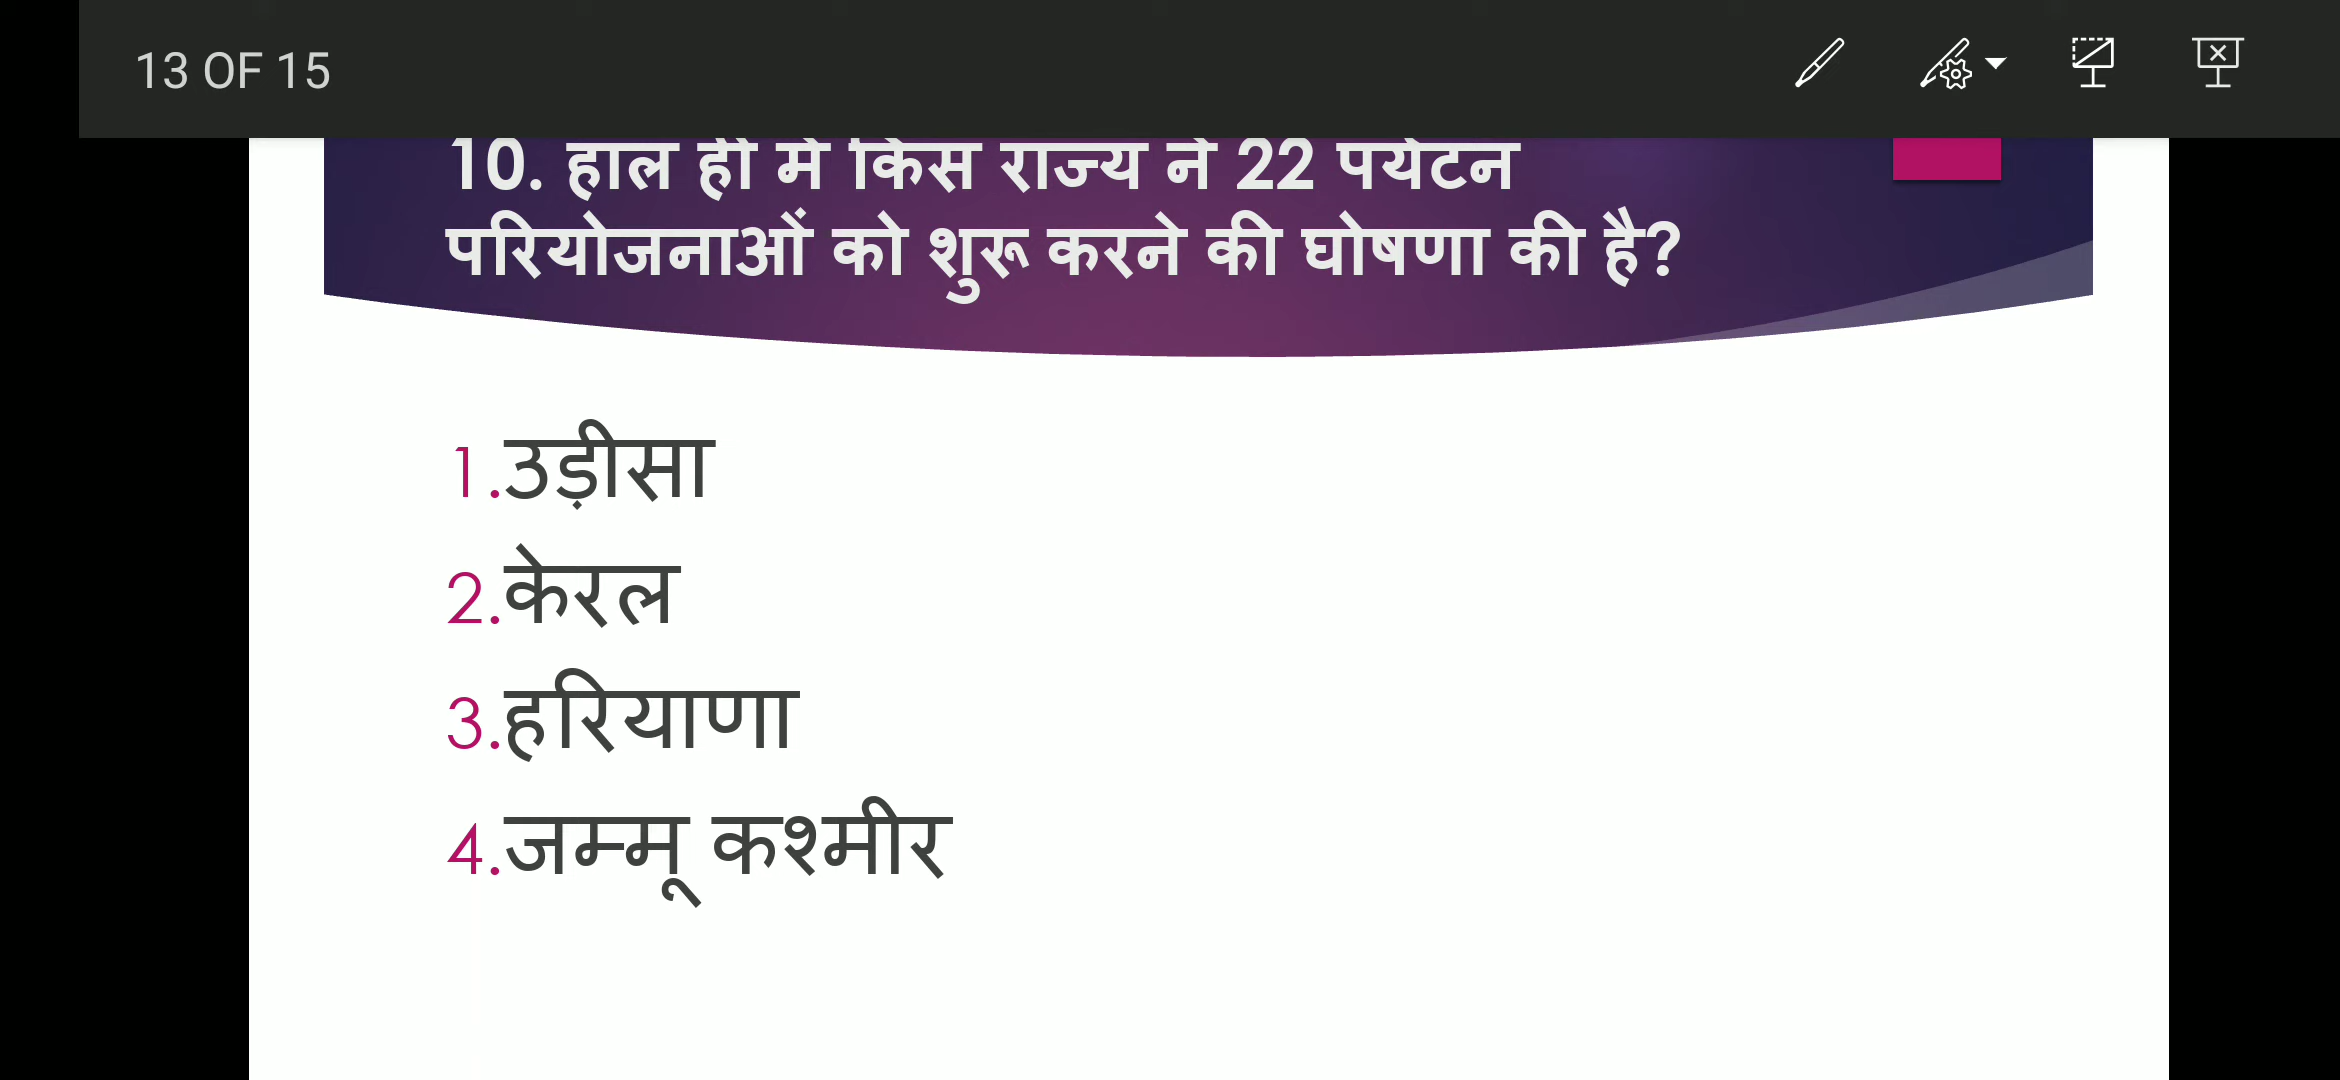 13 OF 15
10. हाल ही में किस राज्य ने 22 पर्यटन
परियोजनाओं को शुरू करने की घोषणा की है?
1.उड़ीसा
2.केरल
3.हरियाणा
4.जम्मू कश्मीर